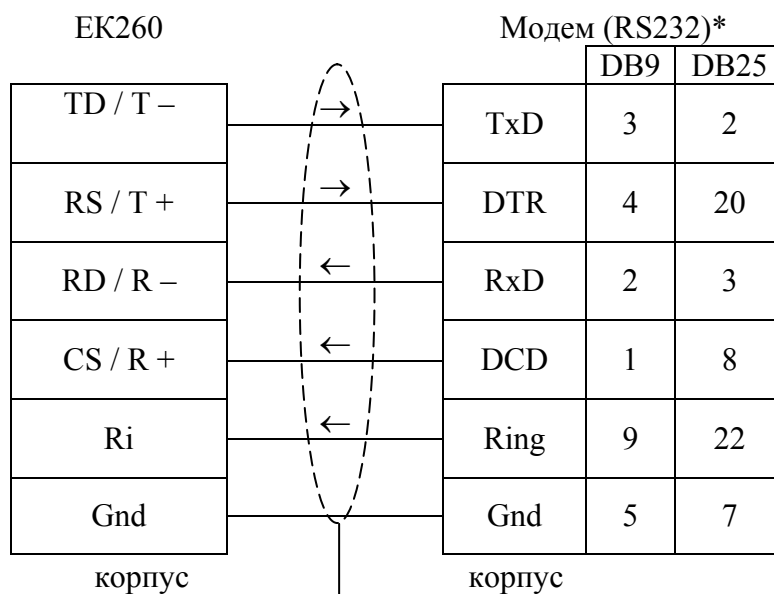 ЕК260 Модем (RS232)*
DB9 DB25
TD / T – → TxD 3 2
RS / T + → DTR 4 20
RD / R – ← RxD 2 3
CS / R + ← DCD 1 8
Ri ← Ring 9 22
Gnd Gnd 5 7
корпус корпус